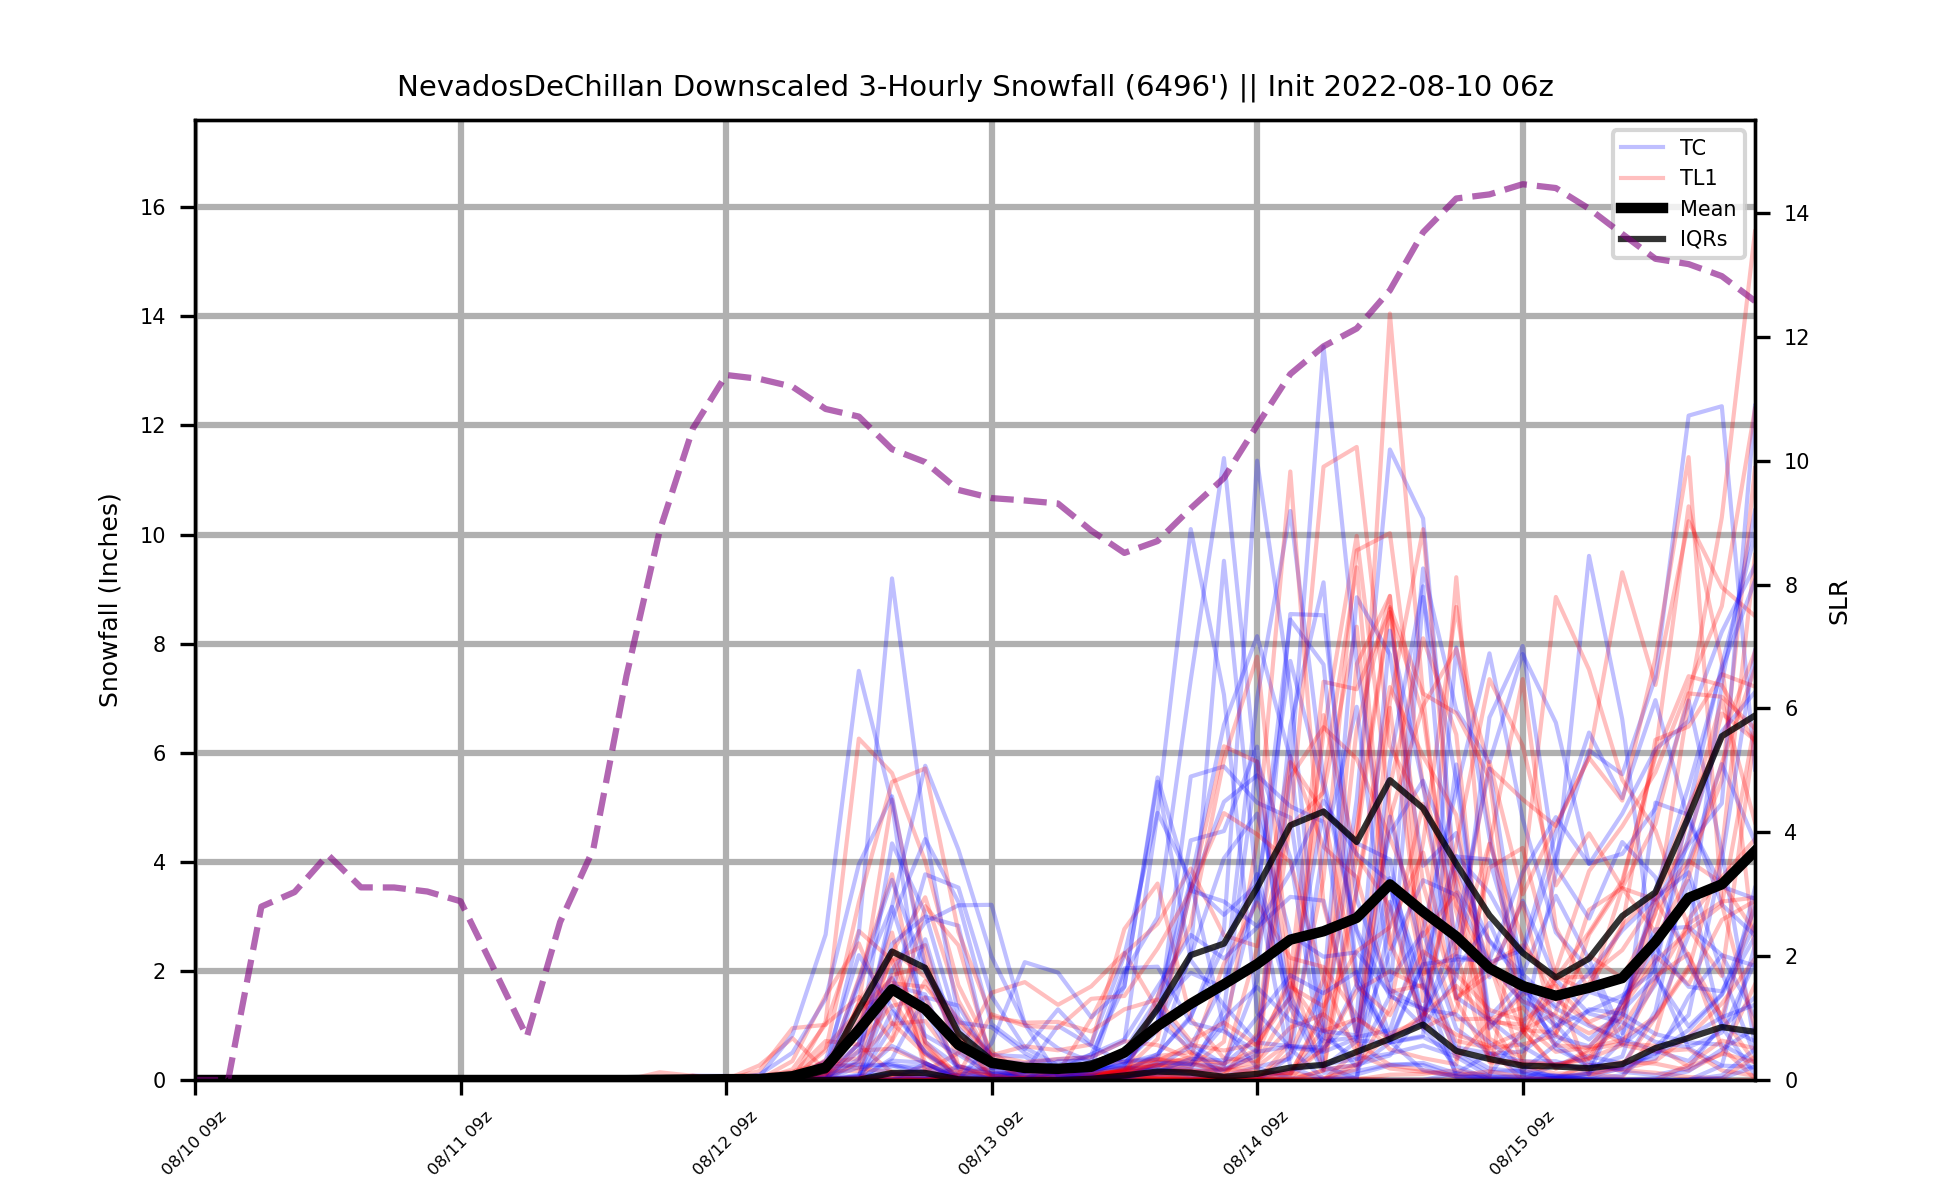 NevadosDeChillan Downscaled 3-Hourly Snowfall (6496') || Init 2022-08-10 06z
TC
TL1
Mean
IQRs
Snowfall (Inches)
16
14
12
10
8
6
4
2
0
14
12
10
8
6
4
2
0
SLR
08/10 09z
08/11 09z
08/12 09z
08/13 09z
08/14 09z
08/15 09z